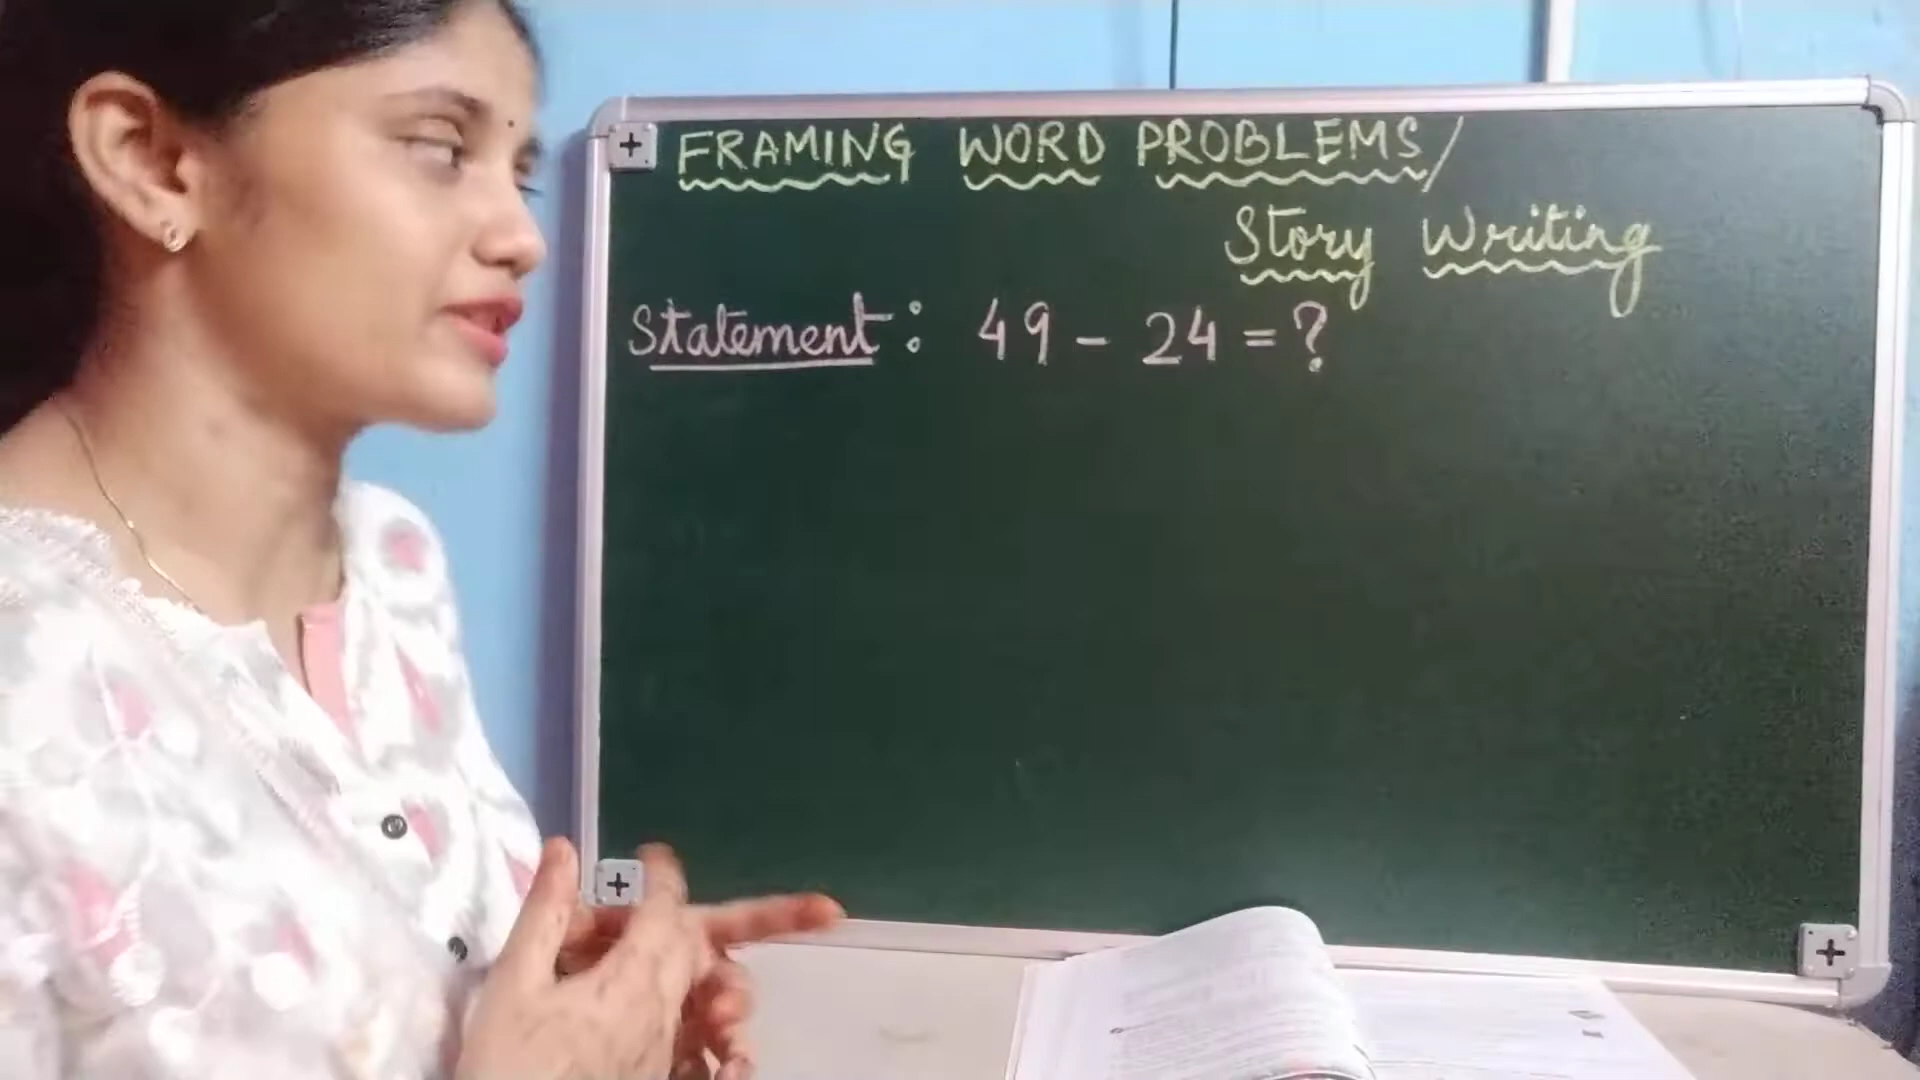 FRAMING WORD PROBLEMS/
Story Writing
Statement: 49 - 24 = ?